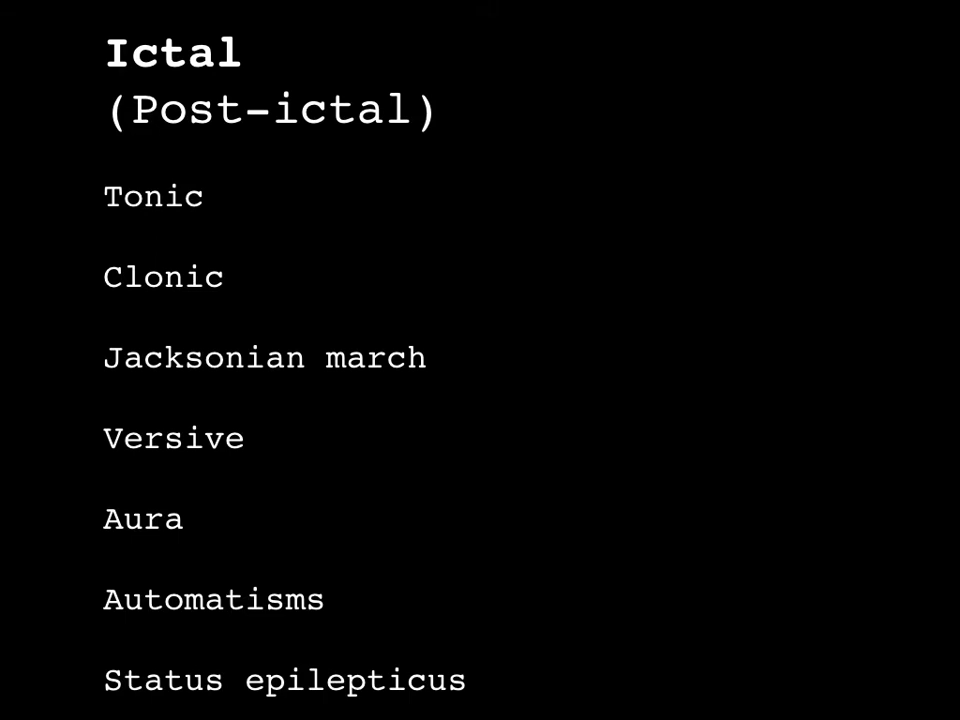 Ictal
(Post-ictal)
Tonic
Clonic
Jacksonian march
Versive
Aura
Automatisms
Status epilepticus